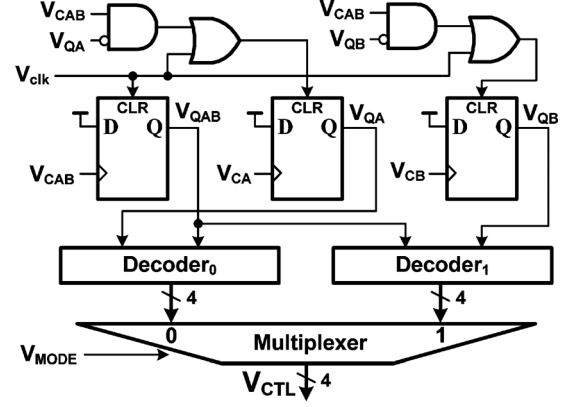 VCAB VCAB
VQA VQB
Vclk
CLR VQAB CLR VQA CLR VQB
D Q D Q D Q
VCAB VCA VCB
Decoder0 Decoder1
4 4
0 Multiplexer 1
VMODE
VCTL 4